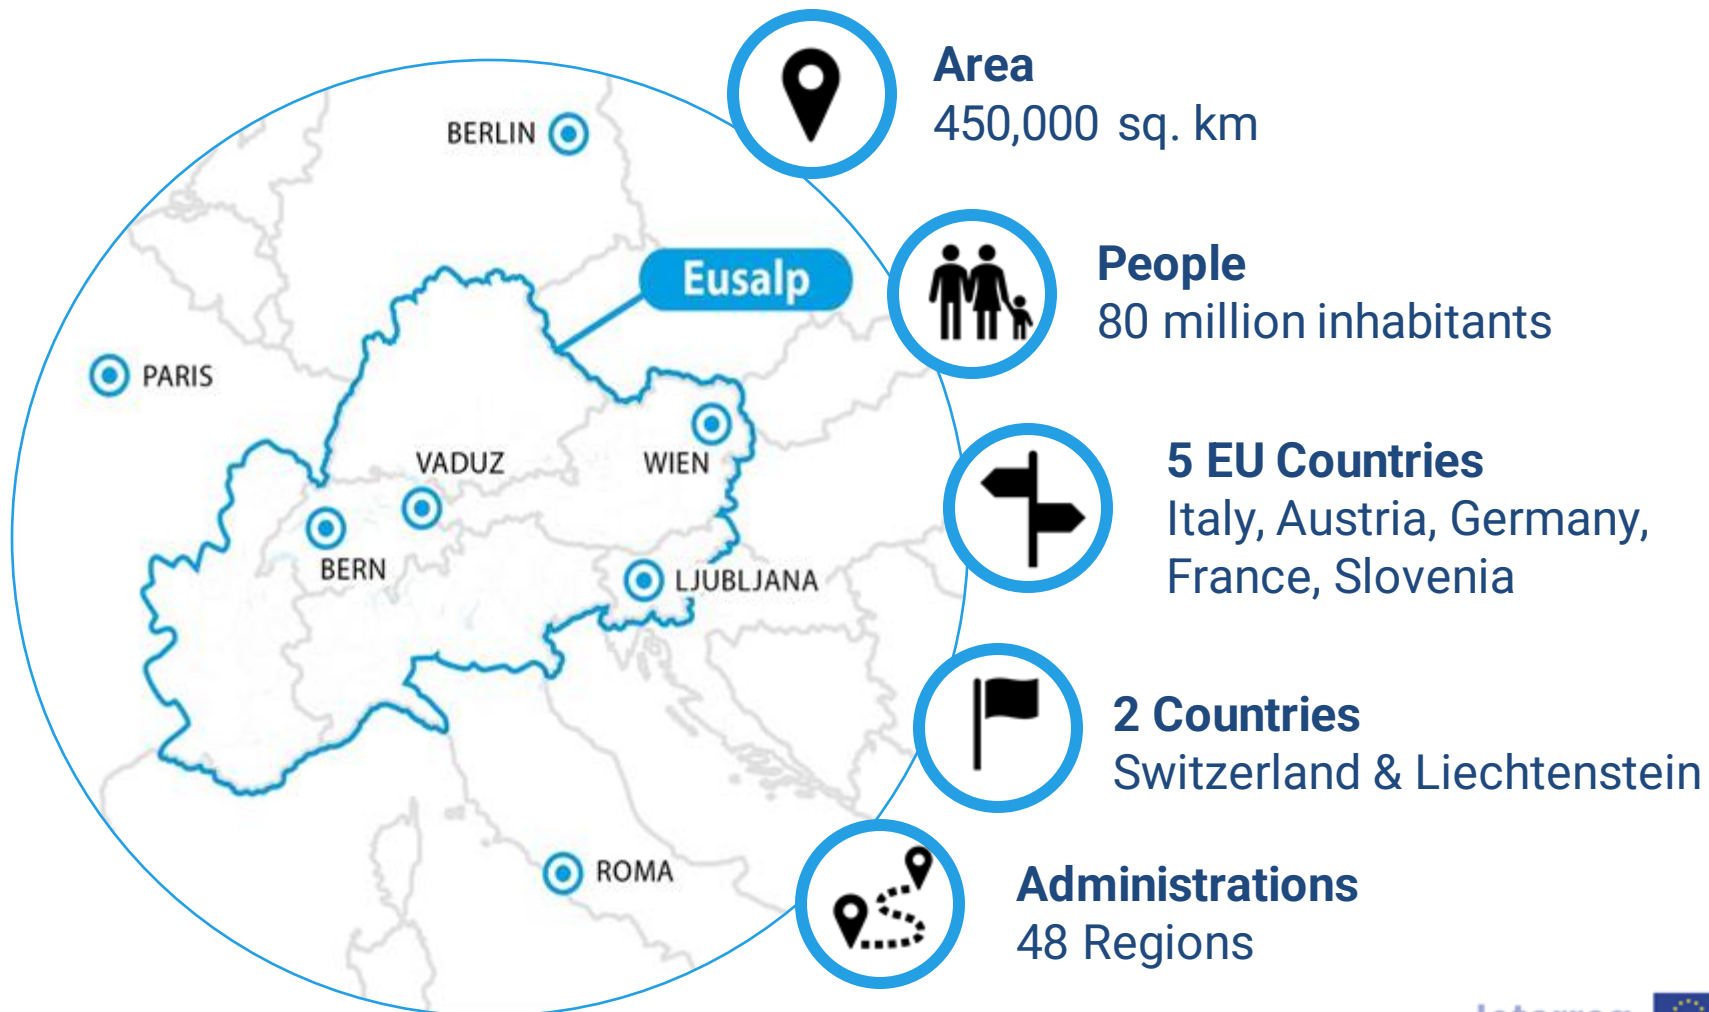 BERLIN
Eusalp
PARIS
VADUZ
WIEN
BERN
LJUBLJANA
ROMA
Area
450,000 sq. km
People
80 million inhabitants
5 EU Countries
Italy, Austria, Germany,
France, Slovenia
2 Countries
Switzerland & Liechtenstein
Administrations
48 Regions